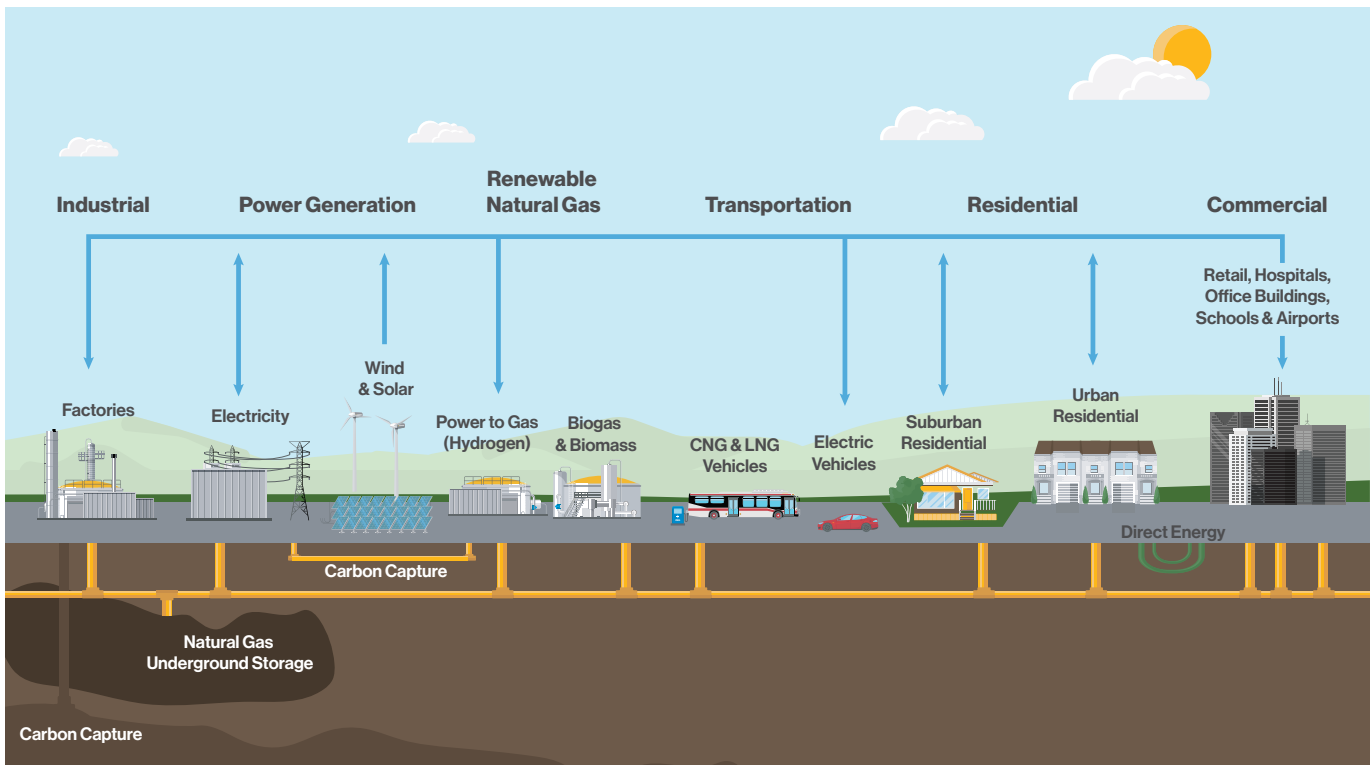 Renewable
Industrial
Power Generation
Natural Gas
Transportation
Residential
Commercial
Retail, Hospitals,
Office Buildings,
Schools & Airports
Wind
& Solar
Factories
Electricity
Power to Gas
(Hydrogen)
Biogas
& Biomass
CNG & LNG
Vehicles
Electric
Vehicles
Suburban
Residential
Urban
Residential
Direct Energy
Carbon Capture
Natural Gas
Underground Storage
Carbon Capture